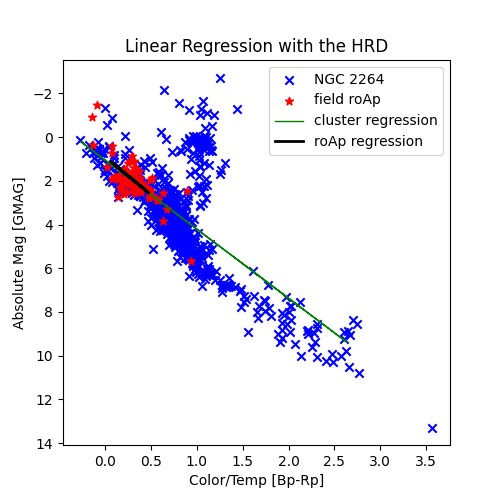 Linear Regression with the HRD
NGC 2264
field roAp
cluster regression
roAp regression
Absolute Mag [GMAG]
−2
0
2
4
6
8
10
12
14
0.0 0.5 1.0 1.5 2.0 2.5 3.0 3.5
Color/Temp [Bp-Rp]